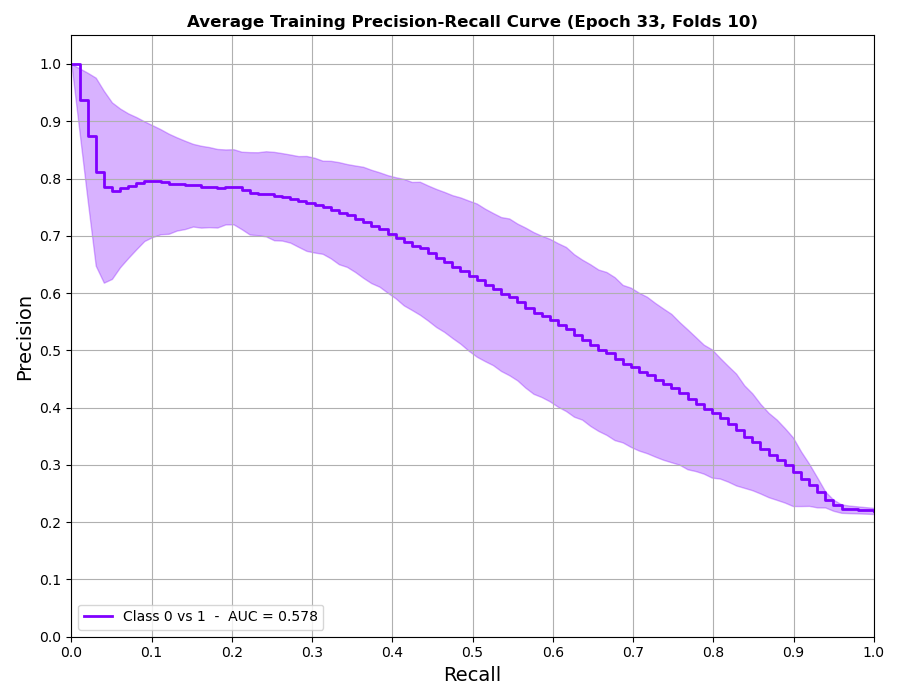 Average Training Precision-Recall Curve (Epoch 33, Folds 10)
Precision
1.0
0.9
0.8
0.7
0.6
0.5
0.4
0.3
0.2
0.1
0.0
Class 0 vs 1 - AUC = 0.578
0.0 0.1 0.2 0.3 0.4 0.5 0.6 0.7 0.8 0.9 1.0
Recall